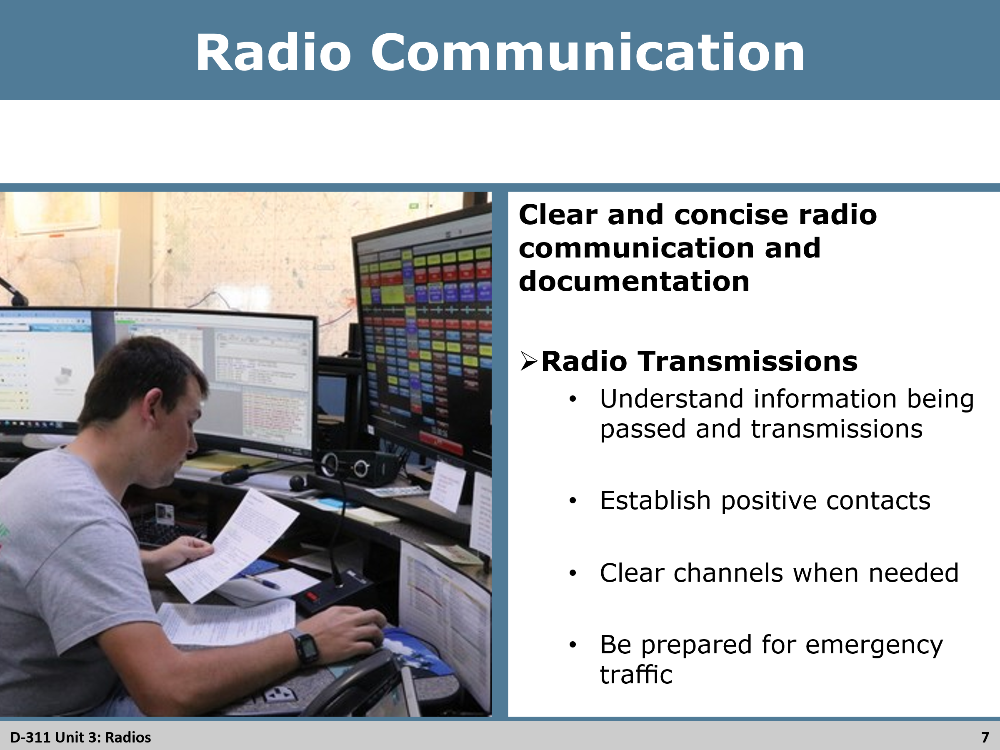 Radio Communication
Clear and concise radio
communication and
documentation
➢Radio Transmissions
• Understand information being
passed and transmissions
• Establish positive contacts
• Clear channels when needed
• Be prepared for emergency
traffic
D-311 Unit 3: Radios
7